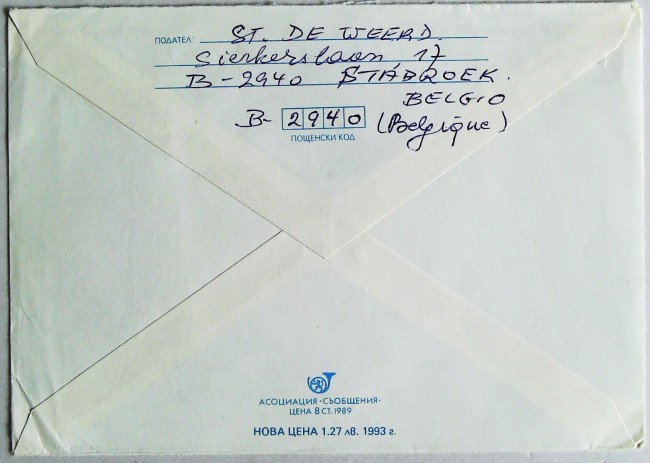 ПОДАТЕЛ: ST. DE WEERD.
Sierkerslaan, 17
B-2940 STABROEK.
BELGIO
B- 2940 (Belgique)
ПОЩЕНСКИ КОД
АСОЦИАЦИЯ·СЪОБЩЕНИЯ·
ЦЕНА 8 СТ. 1989
НОВА ЦЕНА 1.27 лв. 1993 г.